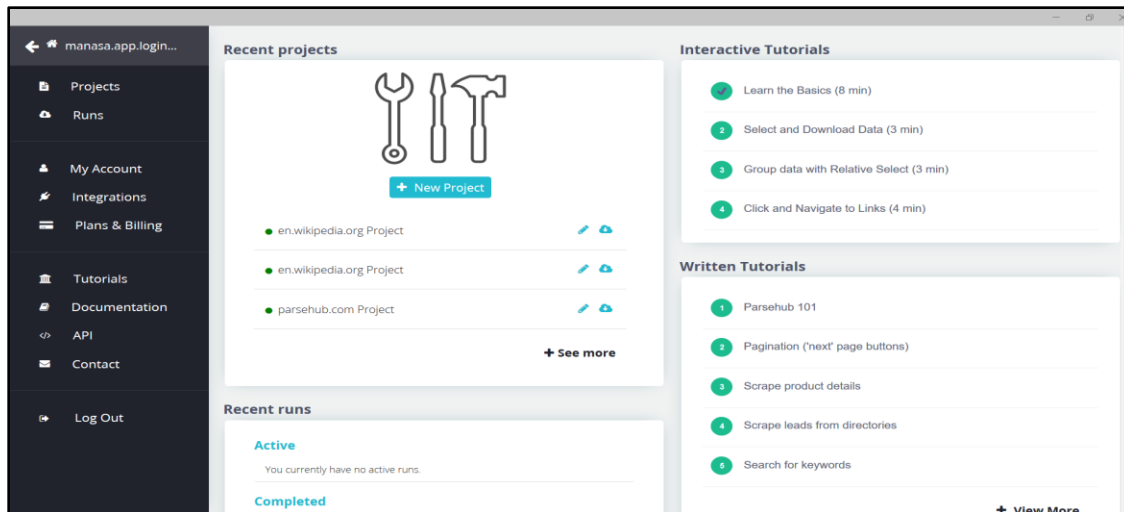 manasa.app.login...
Projects
Runs
My Account
Integrations
Plans & Billing
Tutorials
Documentation
API
Contact
Log Out
Recent projects
+ New Project
en.wikipedia.org Project
en.wikipedia.org Project
parsehub.com Project
+ See more
Recent runs
Active
You currently have no active runs.
Completed
Interactive Tutorials
Learn the Basics (8 min)
2 Select and Download Data (3 min)
3 Group data with Relative Select (3 min)
4 Click and Navigate to Links (4 min)
Written Tutorials
1 Parsehub 101
2 Pagination ('next' page buttons)
3 Scrape product details
4 Scrape leads from directories
5 Search for keywords
+ View More